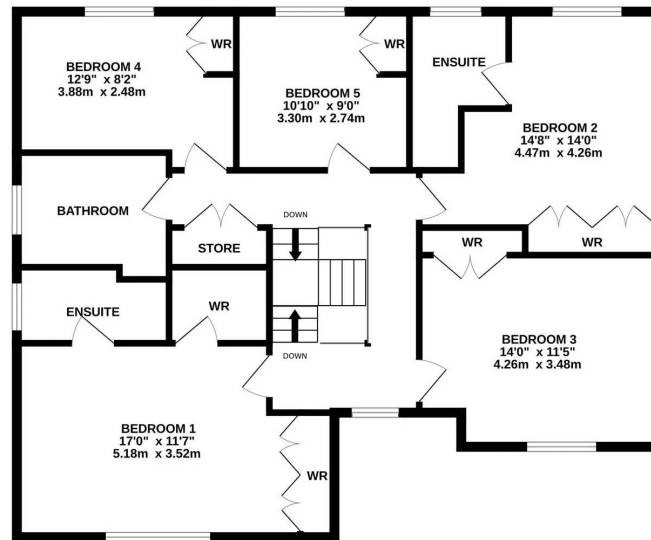 BEDROOM 4
12'9" x 8'2"
3.88m x 2.48m
WR
BEDROOM 5
10'10" x 9'0"
3.30m x 2.74m
WR
ENSUITE
BEDROOM 2
14'8" x 14'0"
4.47m x 4.26m
WR
BATHROOM
STORE
DOWN
WR
ENSUITE
WR
DOWN
BEDROOM 3
14'0" x 11'5"
4.26m x 3.48m
BEDROOM 1
17'0" x 11'7"
5.18m x 3.52m
WR